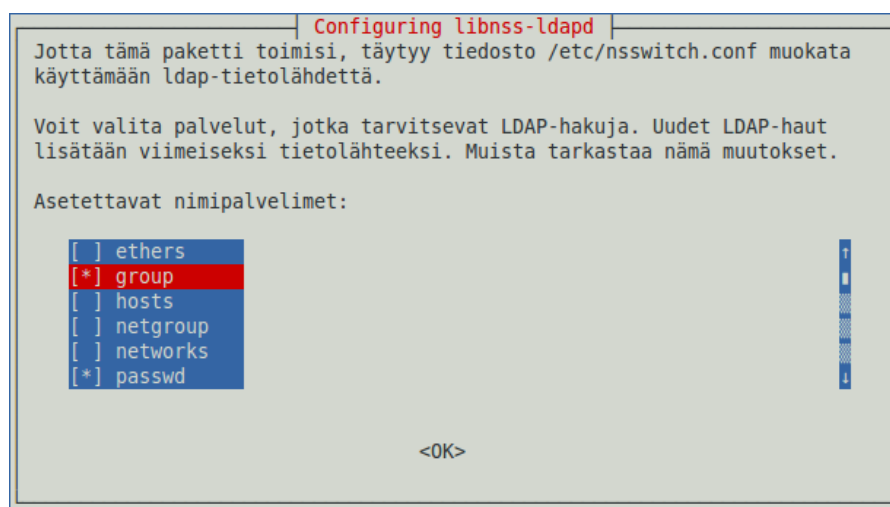 Configuring libnss-ldapd
Jotta tämä paketti toimisi, täytyy tiedosto /etc/nsswitch.conf muokata
käyttämään ldap-tietolähdettä.
Voit valita palvelut, jotka tarvitsevat LDAP-hakuja. Uudet LDAP-haut
lisätään viimeiseksi tietolähteeksi. Muista tarkastaa nämä muutokset.
Asetettavat nimipalvelimet:
[ ] ethers
[*] group
[ ] hosts
[ ] netgroup
[ ] networks
[*] passwd
<OK>